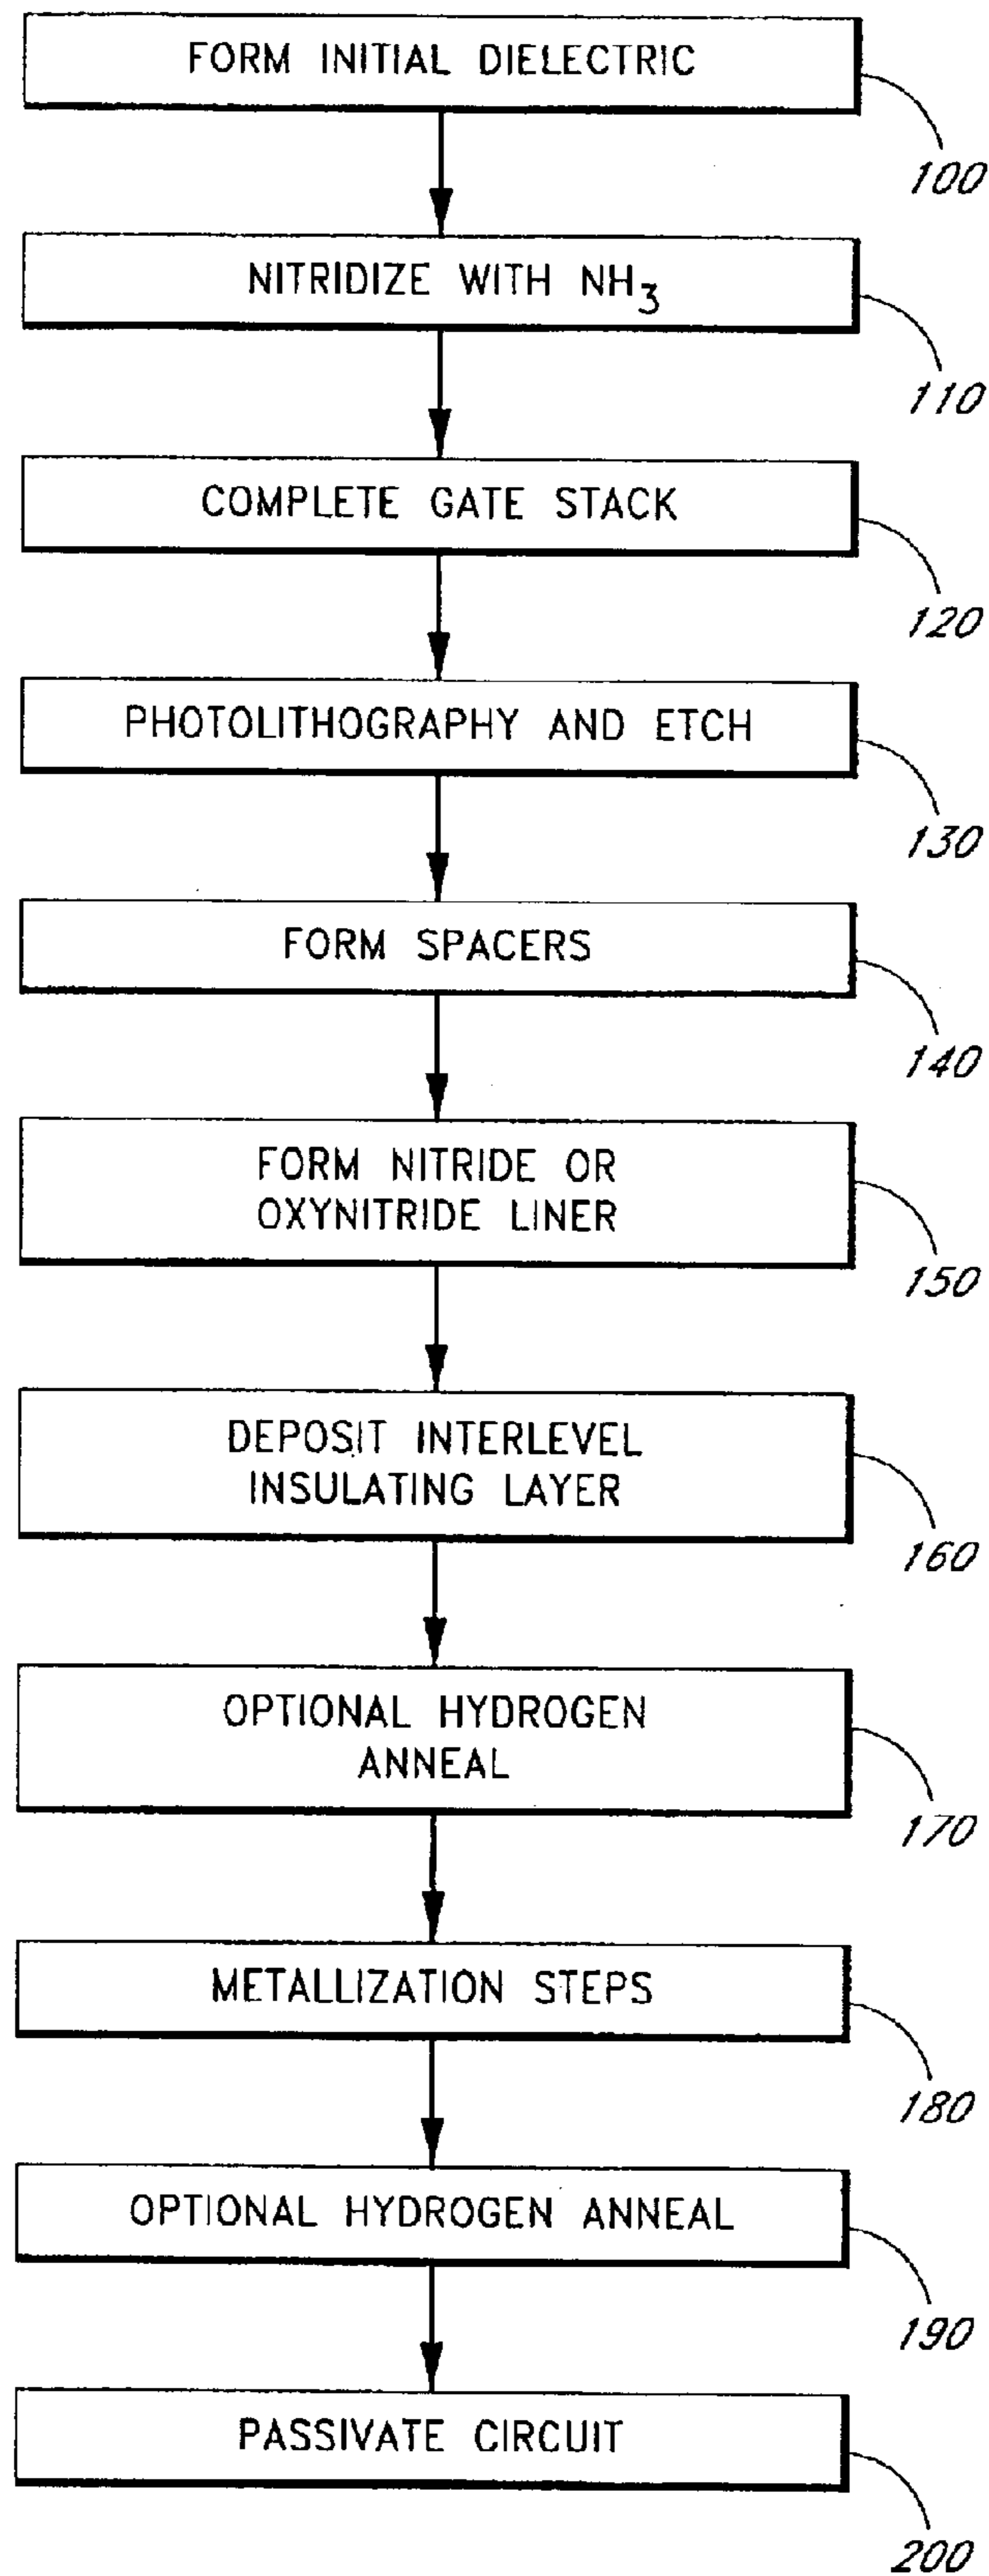 FORM INITIAL DIELECTRIC
100
NITRIDIZE WITH NH3
110
COMPLETE GATE STACK
120
PHOTOLITHOGRAPHY AND ETCH
130
FORM SPACERS
140
FORM NITRIDE OR
OXYNITRIDE LINER
150
DEPOSIT INTERLEVEL
INSULATING LAYER
160
OPTIONAL HYDROGEN
ANNEAL
170
METALLIZATION STEPS
180
OPTIONAL HYDROGEN ANNEAL
190
PASSIVATE CIRCUIT
200